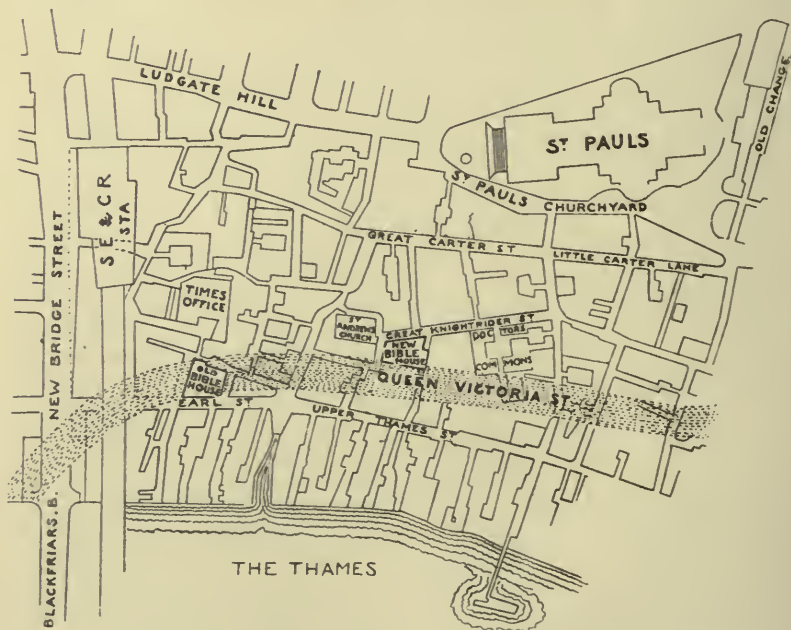 LUDGATE HILL
OLD CHANGE
ST PAULS
ST PAULS CHURCHYARD
S E & C R
STA
GREAT CARTER ST
LITTLE CARTER LANE
NEW BRIDGE STREET
TIMES
OFFICE
ST
ANDREWS
CHURCH
GREAT KNIGHTRIDER ST
NEW
BIBLE
HOUSE
DOC TORS
COM MONS
OLD
BIBLE
HOUSE
QUEEN VICTORIA ST
EARL ST
UPPER THAMES ST
BLACKFRIARS. B.
THE THAMES